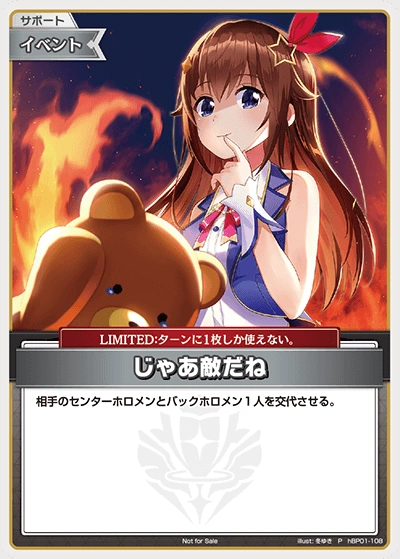 サポート
イベント
LIMITED:ターンに1枚しか使えない。
じゃあ敵だね
相手のセンターホロメンとバックホロメン1人を交代させる。
Not for Sale
illust: 冬ゆき P hBP01-108